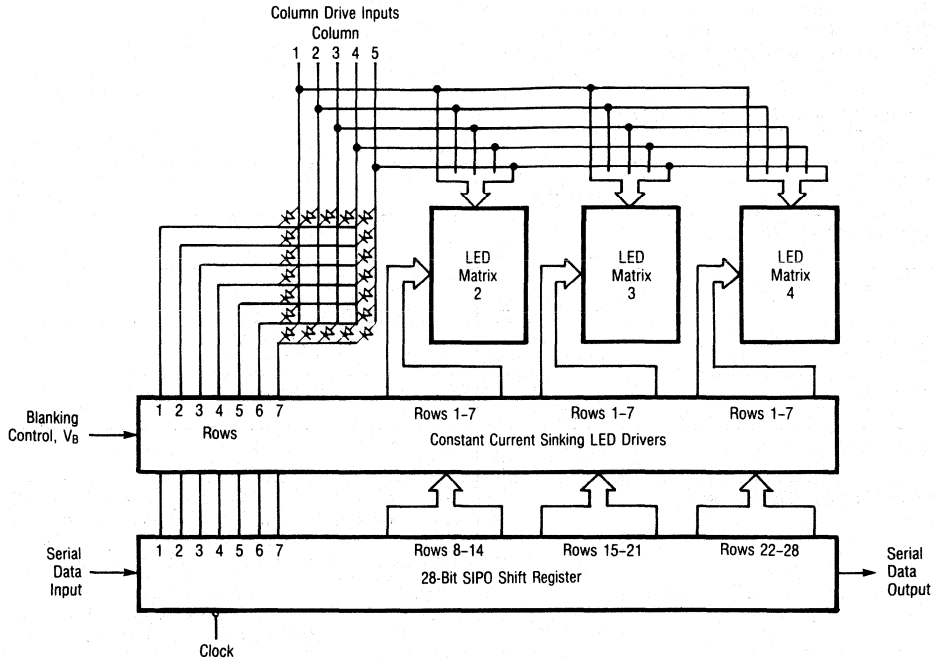 Column Drive Inputs
Column
1 2 3 4 5
LED
Matrix
2
LED
Matrix
3
LED
Matrix
4
1 2 3 4 5 6 7
Rows 1–7
Rows 1–7
Rows 1–7
Blanking
Control, VB
Rows
Constant Current Sinking LED Drivers
1 2 3 4 5 6 7
Rows 8–14
Rows 15–21
Rows 22–28
Serial
Data
Input
28-Bit SIPO Shift Register
Serial
Data
Output
Clock